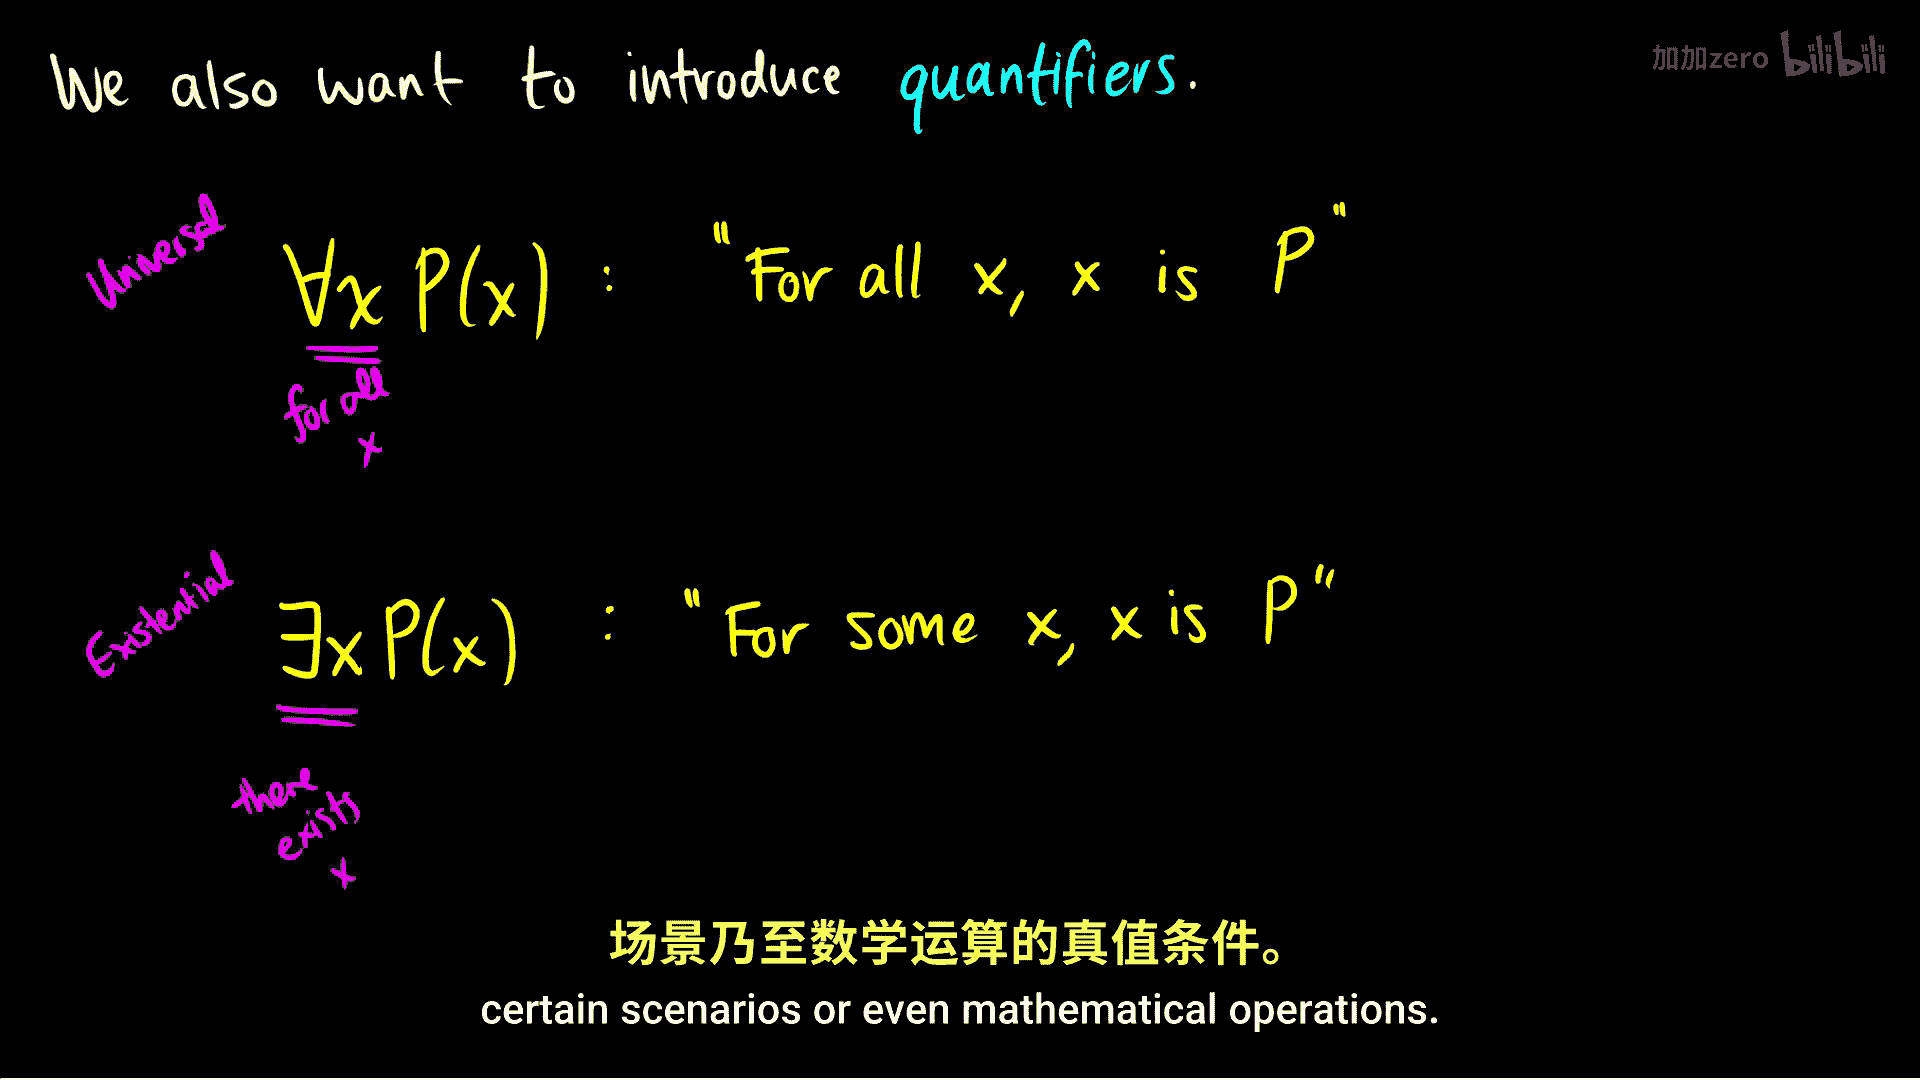 We also want to introduce quantifiers.
加加zero bilibili
Universal
∀x P(x) : "For all x, x is P"
for all
x
Existential
∃x P(x) : "For some x, x is P"
there
exists
x
场景乃至数学运算的真值条件。
certain scenarios or even mathematical operations.